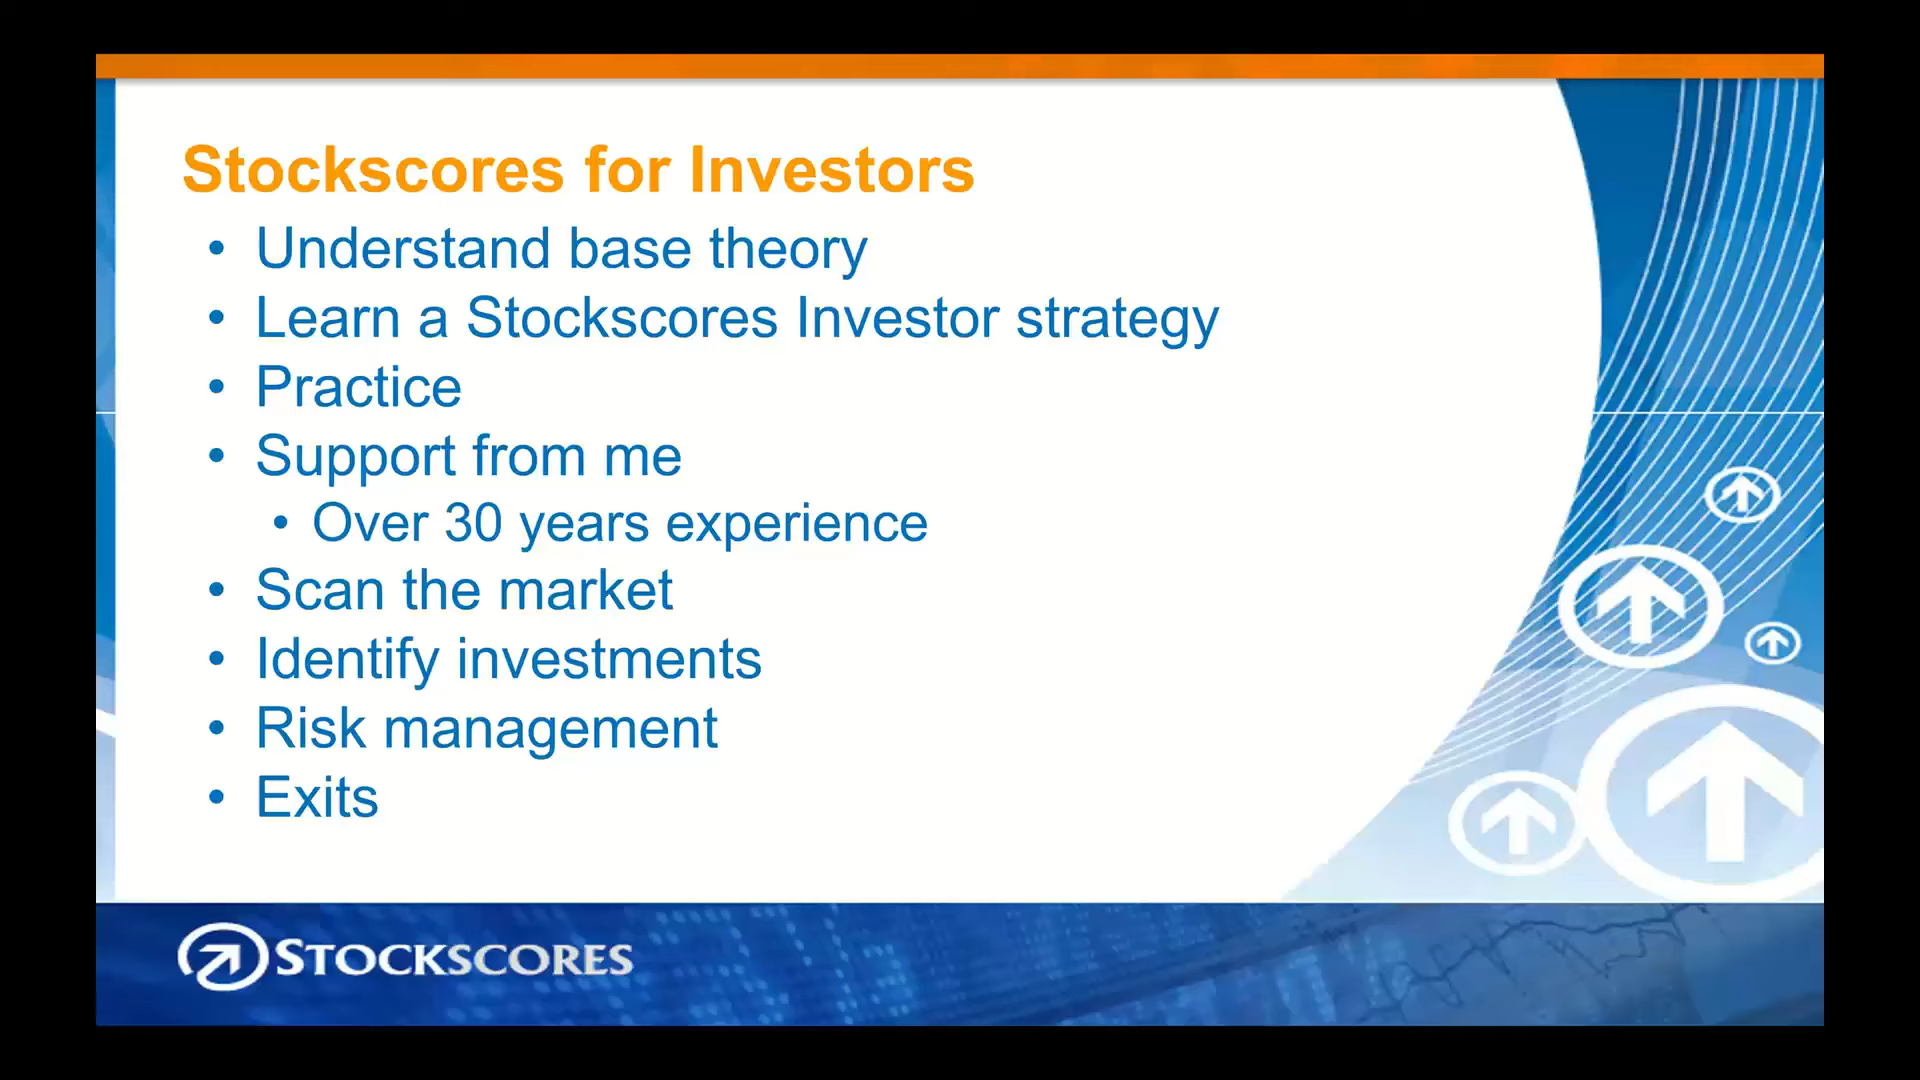 Stockscores for Investors
• Understand base theory
• Learn a Stockscores Investor strategy
• Practice
• Support from me
• Over 30 years experience
• Scan the market
• Identify investments
• Risk management
• Exits
STOCKSCORES